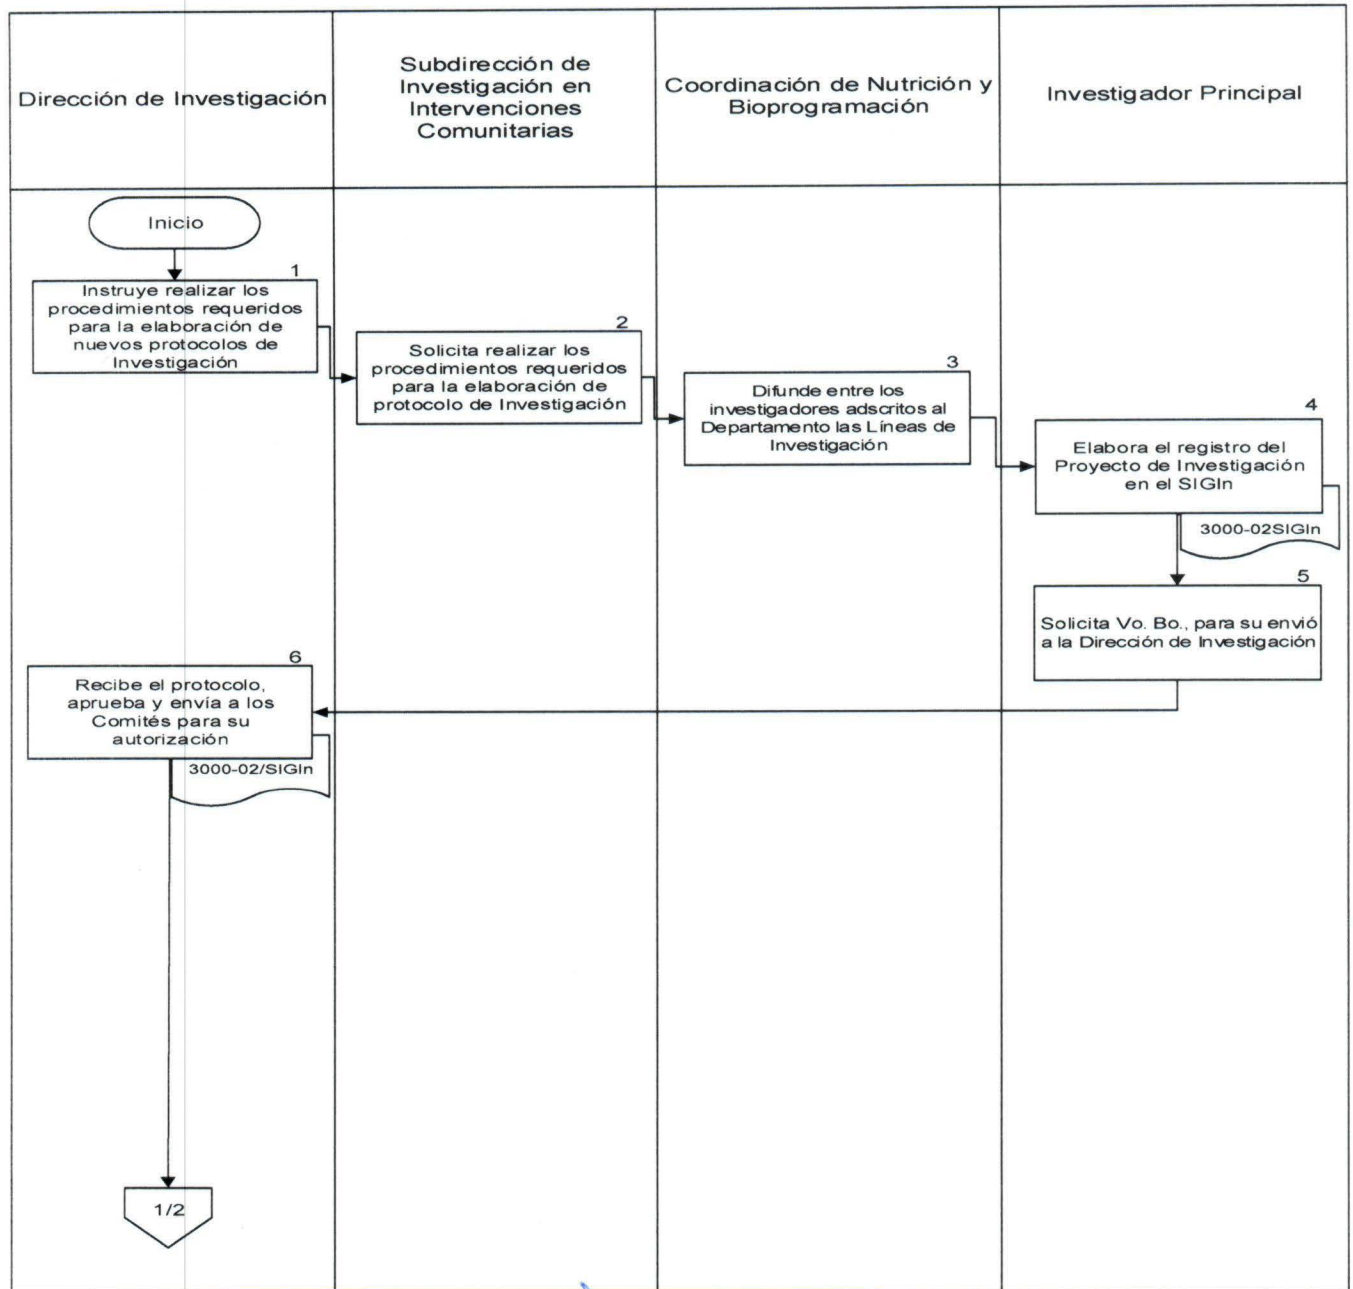 Dirección de Investigación
Subdirección de
Investigación en
Intervenciones
Comunitarias
Coordinación de Nutrición y
Bioprogramación
Investigador Principal
Inicio
1
Instruye realizar los
procedimientos requeridos
para la elaboración de
nuevos protocolos de
Investigación
2
Solicita realizar los
procedimientos requeridos
para la elaboración de
protocolo de Investigación
3
Difunde entre los
investigadores adscritos al
Departamento las Líneas de
Investigación
4
Elabora el registro del
Proyecto de Investigación
en el SIGIn
3000-02SIGIn
5
Solicita Vo. Bo., para su envió
a la Dirección de Investigación
6
Recibe el protocolo,
aprueba y envía a los
Comités para su
autorización
3000-02/SIGIn
1/2